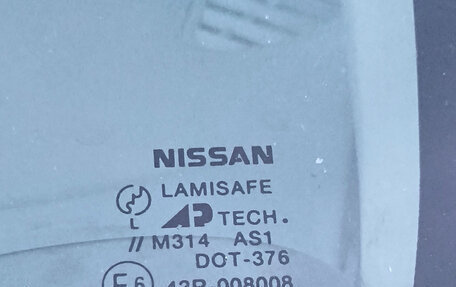 NISSAN
LAMISAFE
L AP TECH.
// M314 AS1
DOT-376
E6 43R-008008